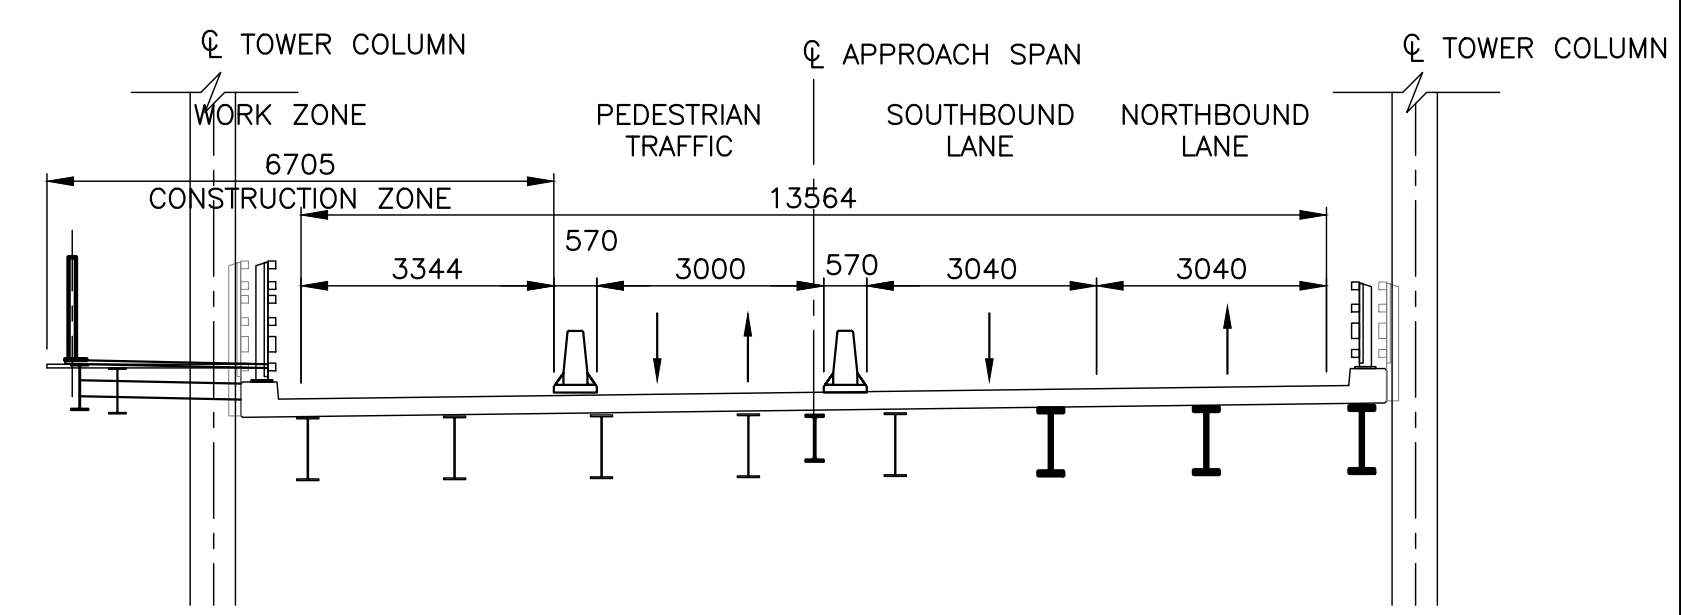 ℄ TOWER COLUMN
℄ APPROACH SPAN
℄ TOWER COLUMN
WORK ZONE
PEDESTRIAN
TRAFFIC
SOUTHBOUND
LANE
NORTHBOUND
LANE
6705
CONSTRUCTION ZONE
13564
570
3344
3000
570
3040
3040